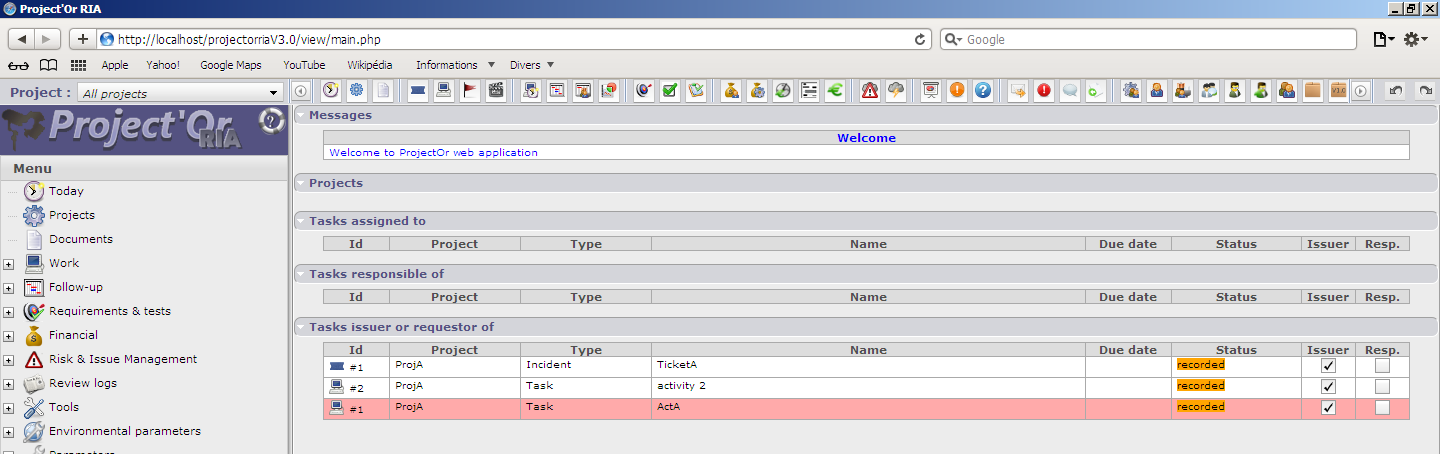 Project'Or RIA
http://localhost/projectorriaV3.0/view/main.php
Google
Apple Yahoo! Google Maps YouTube Wikipédia Informations Divers
Project : All projects
V3.0
Project'Or RIA
Menu
Today
Projects
Documents
Work
Follow-up
Requirements & tests
Financial
Risk & Issue Management
Review logs
Tools
Environmental parameters
Parameters
Messages
Welcome
Welcome to ProjectOr web application
Projects
Tasks assigned to
Id Project Type Name Due date Status Issuer Resp.
Tasks responsible of
Id Project Type Name Due date Status Issuer Resp.
Tasks issuer or requestor of
Id Project Type Name Due date Status Issuer Resp.
#1 ProjA Incident TicketA recorded
#2 ProjA Task activity 2 recorded
#1 ProjA Task ActA recorded